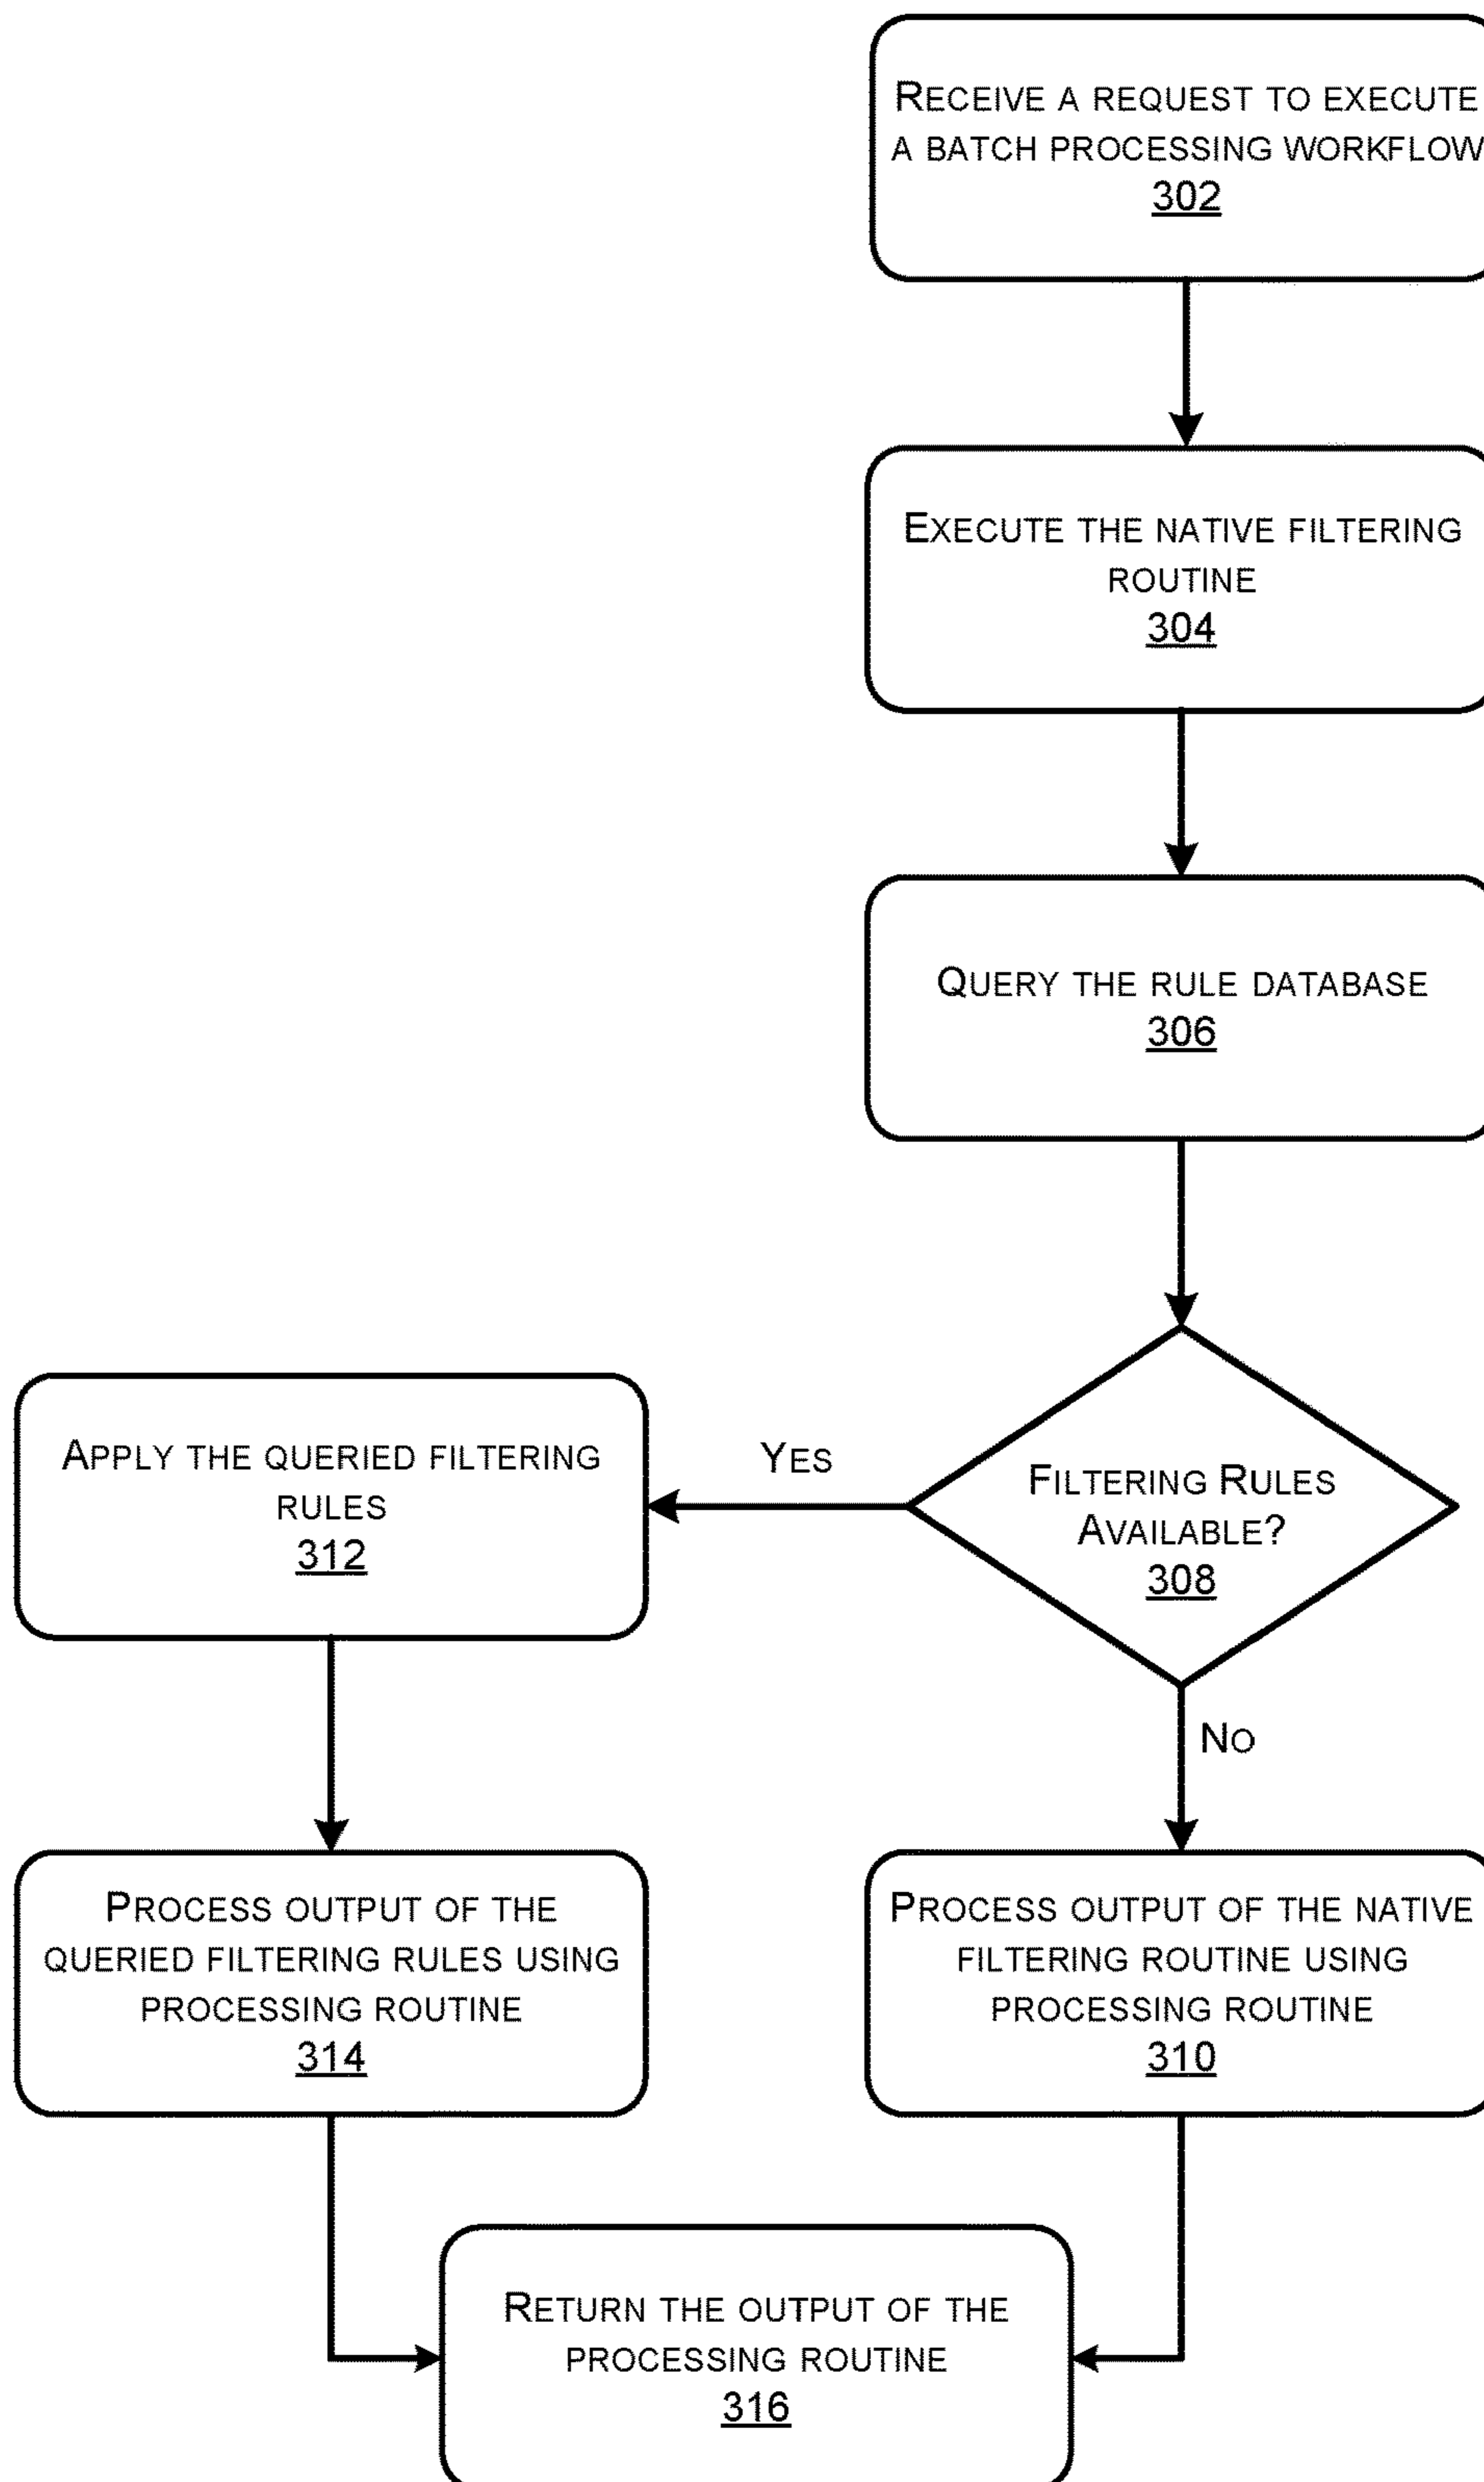 RECEIVE A REQUEST TO EXECUTE
A BATCH PROCESSING WORKFLOW
302
EXECUTE THE NATIVE FILTERING
ROUTINE
304
QUERY THE RULE DATABASE
306
FILTERING RULES
AVAILABLE?
308
YES
NO
APPLY THE QUERIED FILTERING
RULES
312
PROCESS OUTPUT OF THE
QUERIED FILTERING RULES USING
PROCESSING ROUTINE
314
PROCESS OUTPUT OF THE NATIVE
FILTERING ROUTINE USING
PROCESSING ROUTINE
310
RETURN THE OUTPUT OF THE
PROCESSING ROUTINE
316